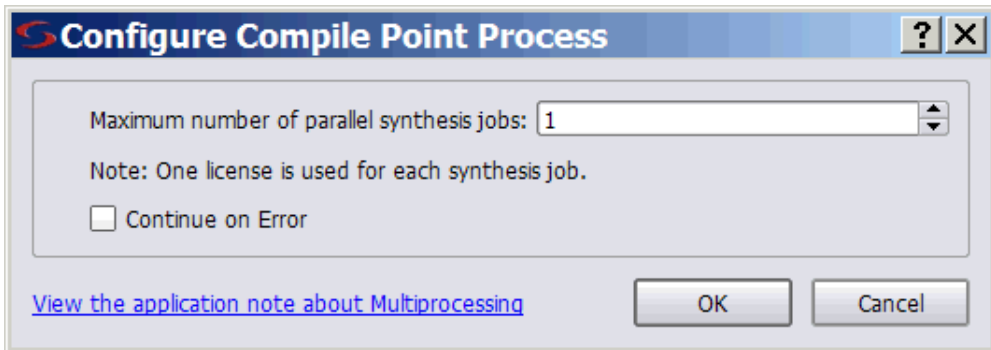 Configure Compile Point Process ? X
Maximum number of parallel synthesis jobs: 1
Note: One license is used for each synthesis job.
Continue on Error
View the application note about Multiprocessing OK Cancel